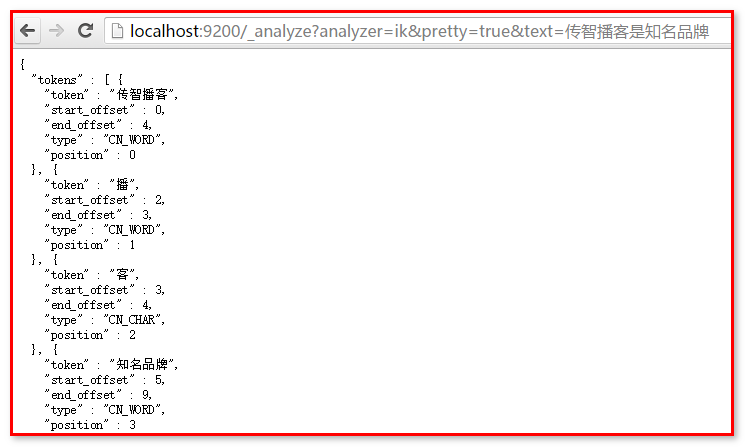 localhost:9200/_analyze?analyzer=ik&pretty=true&text=传智播客是知名品牌
{
  "tokens" : [ {
    "token" : "传智播客",
    "start_offset" : 0,
    "end_offset" : 4,
    "type" : "CN_WORD",
    "position" : 0
  }, {
    "token" : "播",
    "start_offset" : 2,
    "end_offset" : 3,
    "type" : "CN_WORD",
    "position" : 1
  }, {
    "token" : "客",
    "start_offset" : 3,
    "end_offset" : 4,
    "type" : "CN_CHAR",
    "position" : 2
  }, {
    "token" : "知名品牌",
    "start_offset" : 5,
    "end_offset" : 9,
    "type" : "CN_WORD",
    "position" : 3